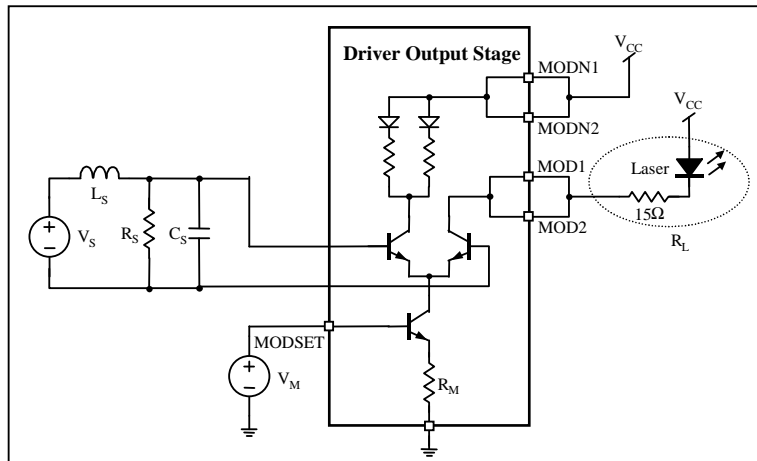 Driver Output Stage
MODN1
V_CC
MODN2
V_CC
MOD1
Laser
L_S
15Ω
MOD2
R_L
V_S
R_S
C_S
MODSET
V_M
R_M
+
−
+
−